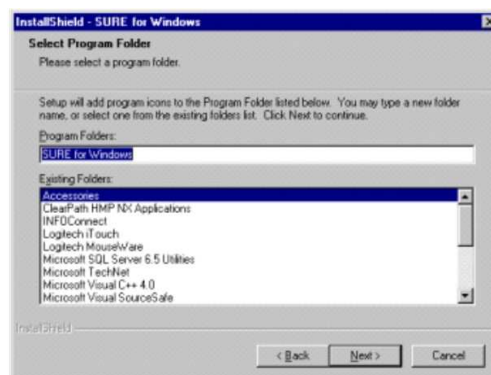 InstallShield - SURE for Windows
Select Program Folder
Please select a program folder.
Setup will add program icons to the Program Folder listed below. You may type a new folder
name, or select one from the existing folders list. Click Next to continue.
Program Folders:
SURE for Windows
Existing Folders:
Accessories
ClearPath HMP NX Applications
INFOConnect
Logitech iTouch
Logitech MouseWare
Microsoft SQL Server 6.5 Utilities
Microsoft TechNet
Microsoft Visual C++ 4.0
Microsoft Visual SourceSafe
InstallShield
< Back
Next >
Cancel